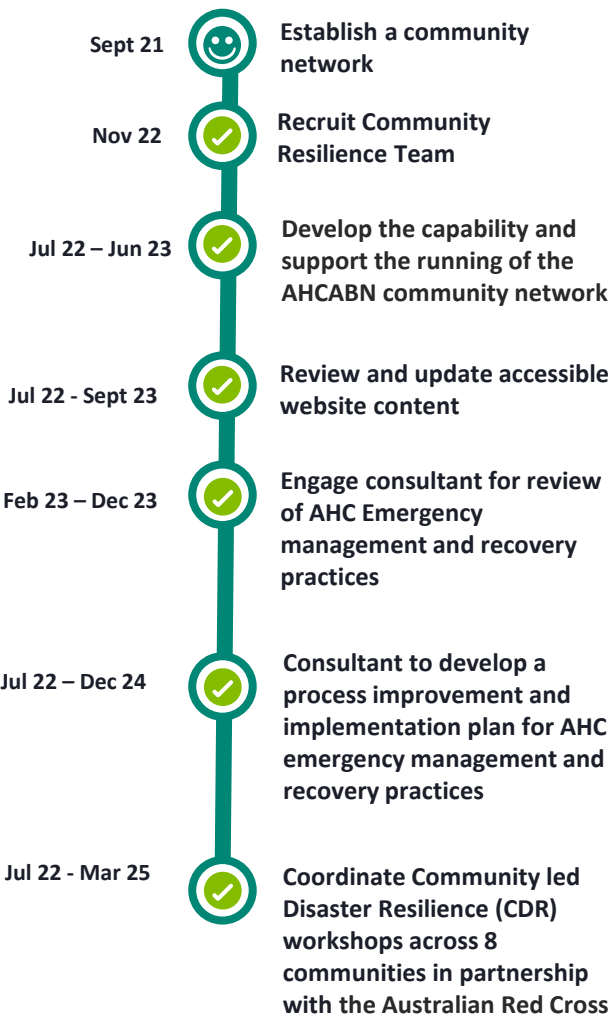 Sept 21
Establish a community
network
Nov 22
Recruit Community
Resilience Team
Jul 22 – Jun 23
Develop the capability and
support the running of the
AHCABN community network
Jul 22 - Sept 23
Review and update accessible
website content
Feb 23 – Dec 23
Engage consultant for review
of AHC Emergency
management and recovery
practices
Jul 22 – Dec 24
Consultant to develop a
process improvement and
implementation plan for AHC
emergency management and
recovery practices
Jul 22 - Mar 25
Coordinate Community led
Disaster Resilience (CDR)
workshops across 8
communities in partnership
with the Australian Red Cross